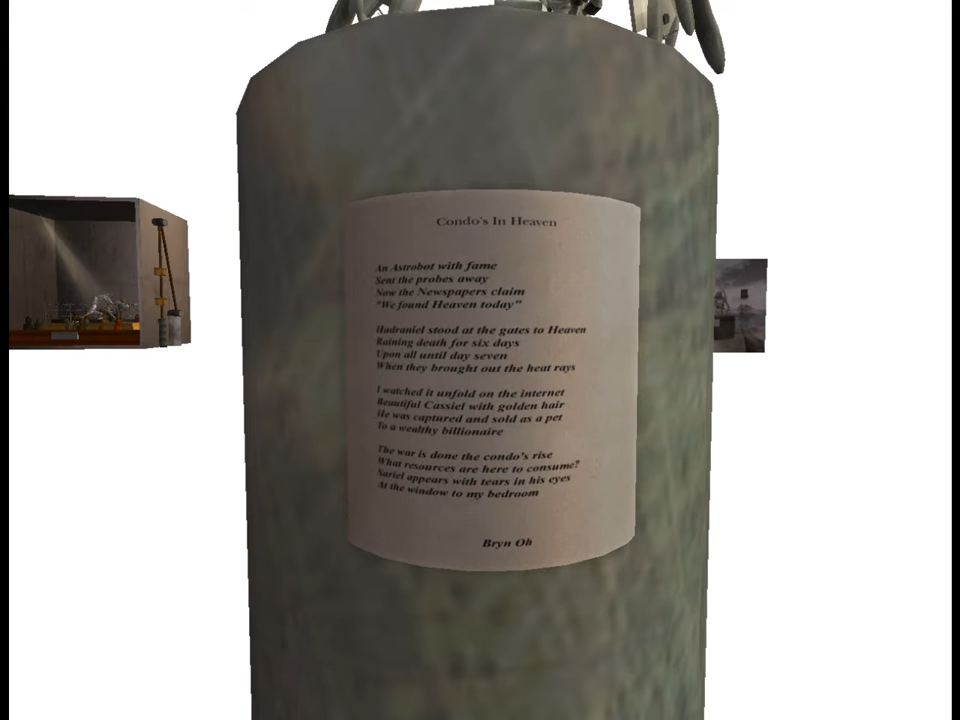 Condo's In Heaven
An Astrobot with fame
Sent the probes away
Now the Newspapers claim
"We found Heaven today"
Hadraniel stood at the gates to Heaven
Raining death for six days
Upon all until day seven
When they brought out the heat rays
I watched it unfold on the internet
Beautiful Cassiel with golden hair
He was captured and sold as a pet
To a wealthy billionaire
The war is done the condo's rise
What resources are here to consume?
Sariel appears with tears in his eyes
At the window to my bedroom
Bryn Oh